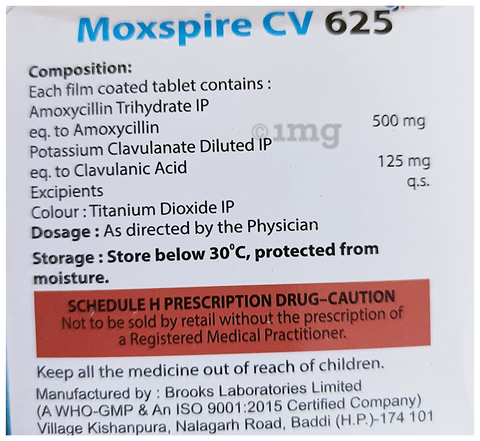 Moxspire CV 625
Composition:
Each film coated tablet contains :
Amoxycillin Trihydrate IP
eq. to Amoxycillin 500 mg
Potassium Clavulanate Diluted IP
eq. to Clavulanic Acid 125 mg
Excipients q.s.
Colour : Titanium Dioxide IP
Dosage : As directed by the Physician
Storage : Store below 30°C, protected from
moisture.
SCHEDULE H PRESCRIPTION DRUG–CAUTION
Not to be sold by retail without the prescription of
a Registered Medical Practitioner.
Keep all the medicine out of reach of children.
Manufactured by : Brooks Laboratories Limited
(A WHO-GMP & An ISO 9001:2015 Certified Company)
Village Kishanpura, Nalagarh Road, Baddi (H.P.)-174 101
©1mg